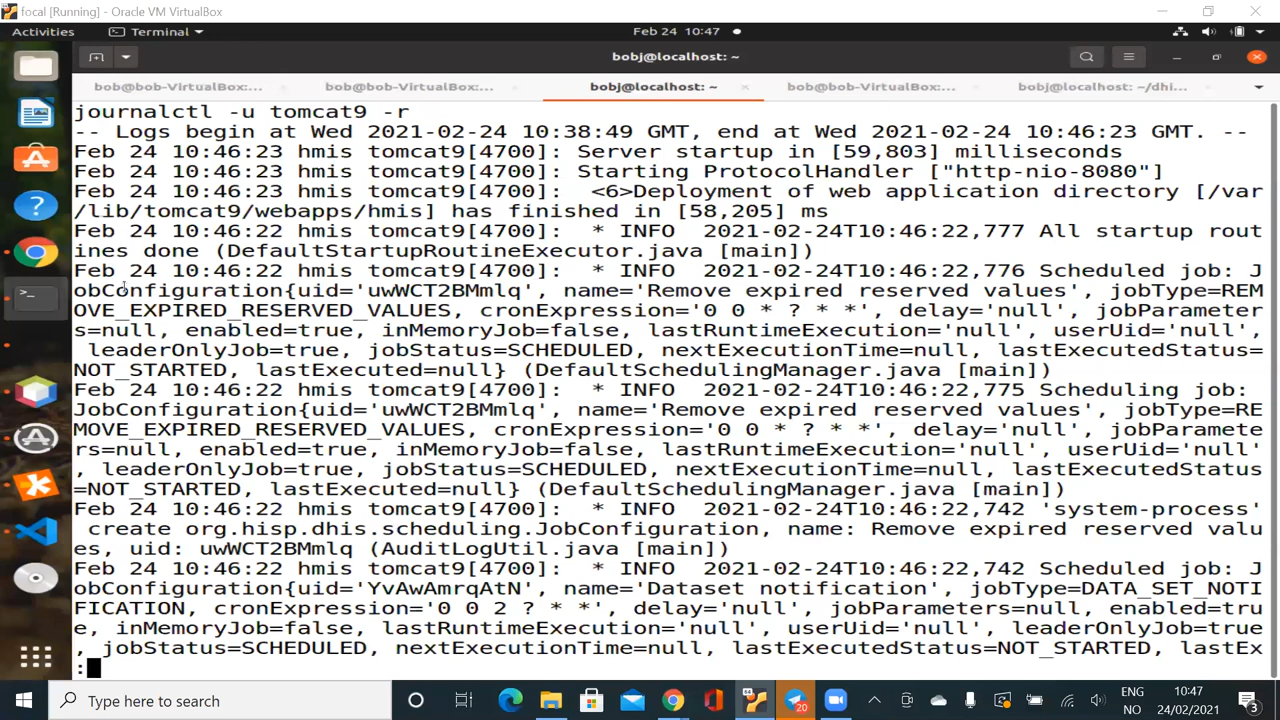 focal [Running] - Oracle VM VirtualBox
Activities
Terminal
Feb 24 10:47
bobj@localhost: ~
bob@bob-VirtualBox:...
bob@bob-VirtualBox:...
bobj@localhost: ~
bob@bob-VirtualBox:...
bobj@localhost: ~/dhi...
journalctl -u tomcat9 -r
-- Logs begin at Wed 2021-02-24 10:38:49 GMT, end at Wed 2021-02-24 10:46:23 GMT. --
Feb 24 10:46:23 hmis tomcat9[4700]: Server startup in [59,803] milliseconds
Feb 24 10:46:23 hmis tomcat9[4700]: Starting ProtocolHandler ["http-nio-8080"]
Feb 24 10:46:23 hmis tomcat9[4700]:  <6>Deployment of web application directory [/var
/lib/tomcat9/webapps/hmis] has finished in [58,205] ms
Feb 24 10:46:22 hmis tomcat9[4700]:  * INFO  2021-02-24T10:46:22,777 All startup rout
ines done (DefaultStartupRoutineExecutor.java [main])
Feb 24 10:46:22 hmis tomcat9[4700]:  * INFO  2021-02-24T10:46:22,776 Scheduled job: J
obConfiguration{uid='uwWCT2BMmlq', name='Remove expired reserved values', jobType=REM
OVE_EXPIRED_RESERVED_VALUES, cronExpression='0 0 * ? * *', delay='null', jobParameter
s=null, enabled=true, inMemoryJob=false, lastRuntimeExecution='null', userUid='null',
 leaderOnlyJob=true, jobStatus=SCHEDULED, nextExecutionTime=null, lastExecutedStatus=
NOT_STARTED, lastExecuted=null} (DefaultSchedulingManager.java [main])
Feb 24 10:46:22 hmis tomcat9[4700]:  * INFO  2021-02-24T10:46:22,775 Scheduling job: 
JobConfiguration{uid='uwWCT2BMmlq', name='Remove expired reserved values', jobType=RE
MOVE_EXPIRED_RESERVED_VALUES, cronExpression='0 0 * ? * *', delay='null', jobParamete
rs=null, enabled=true, inMemoryJob=false, lastRuntimeExecution='null', userUid='null'
, leaderOnlyJob=true, jobStatus=SCHEDULED, nextExecutionTime=null, lastExecutedStatus
=NOT_STARTED, lastExecuted=null} (DefaultSchedulingManager.java [main])
Feb 24 10:46:22 hmis tomcat9[4700]:  * INFO  2021-02-24T10:46:22,742 'system-process'
 create org.hisp.dhis.scheduling.JobConfiguration, name: Remove expired reserved valu
es, uid: uwWCT2BMmlq (AuditLogUtil.java [main])
Feb 24 10:46:22 hmis tomcat9[4700]:  * INFO  2021-02-24T10:46:22,742 Scheduled job: J
obConfiguration{uid='YvAwAmrqAtN', name='Dataset notification', jobType=DATA_SET_NOTI
FICATION, cronExpression='0 0 2 ? * *', delay='null', jobParameters=null, enabled=tru
e, inMemoryJob=false, lastRuntimeExecution='null', userUid='null', leaderOnlyJob=true
, jobStatus=SCHEDULED, nextExecutionTime=null, lastExecutedStatus=NOT_STARTED, lastEx
:
Type here to search
20
ENG
NO
10:47
24/02/2021
3